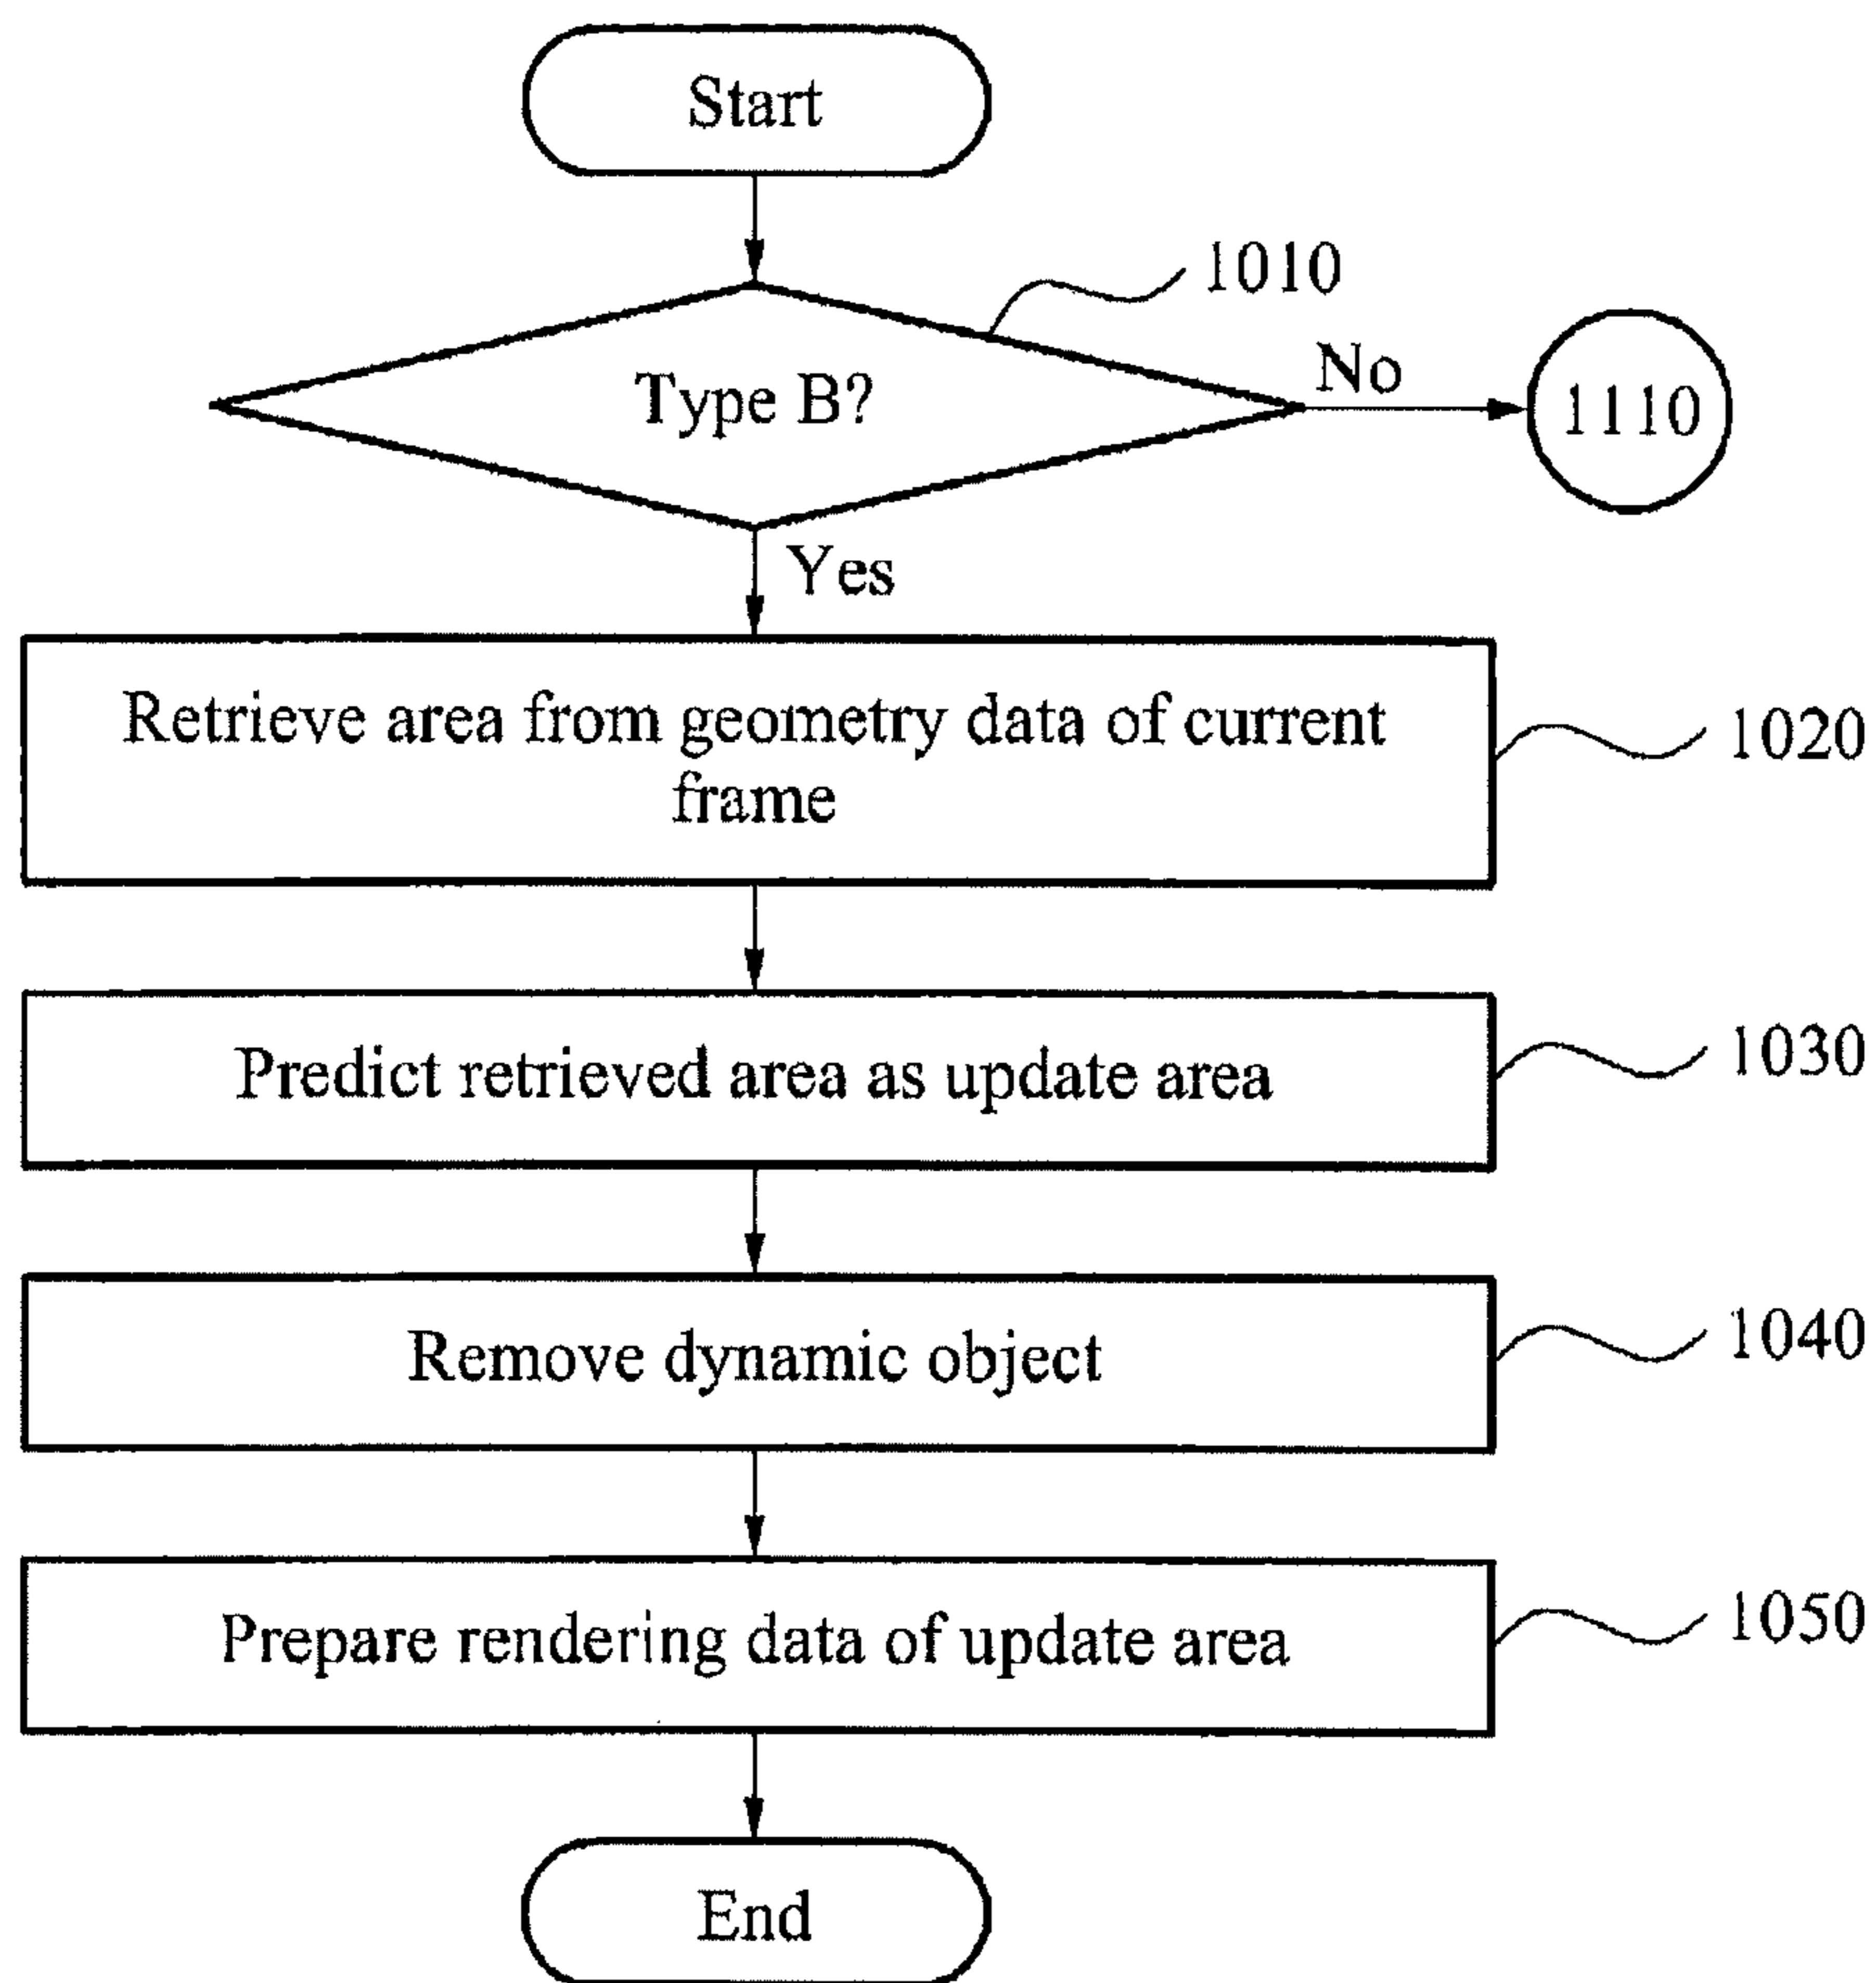 Start
1010
Type B?
No
1110
Yes
Retrieve area from geometry data of current
frame
1020
Predict retrieved area as update area
1030
Remove dynamic object
1040
Prepare rendering data of update area
1050
End